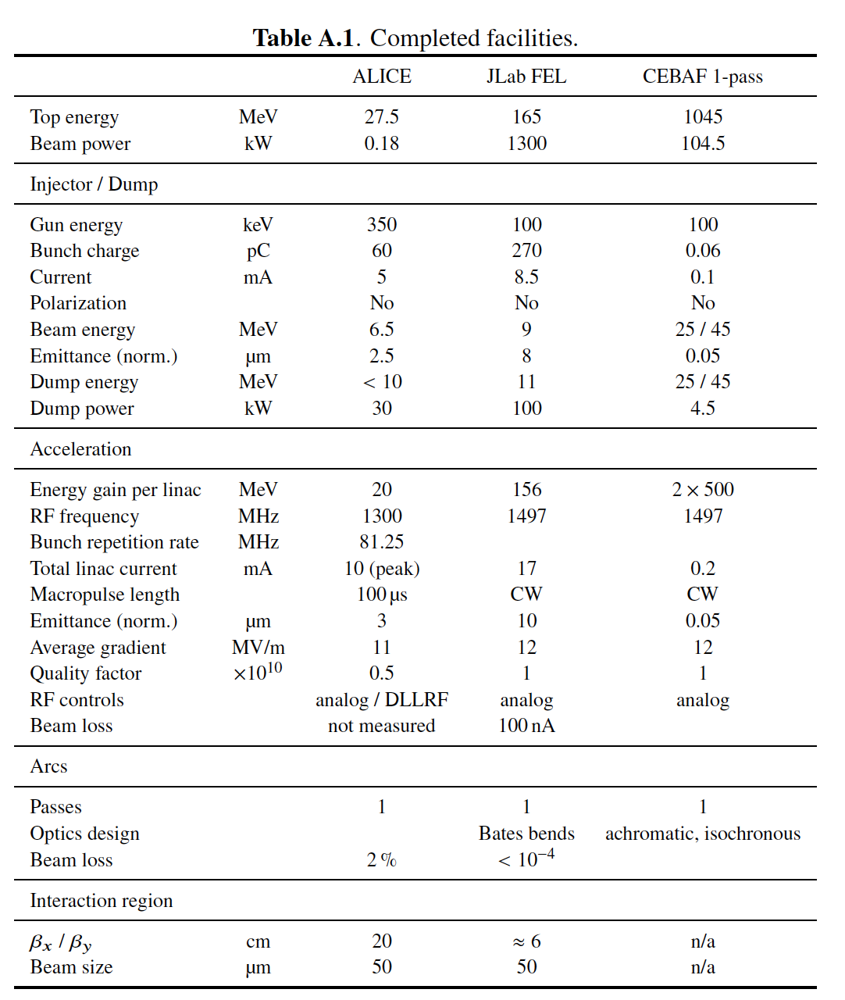 Table A.1. Completed facilities.
ALICE JLab FEL CEBAF 1-pass
Top energy MeV 27.5 165 1045
Beam power kW 0.18 1300 104.5
Injector / Dump
Gun energy keV 350 100 100
Bunch charge pC 60 270 0.06
Current mA 5 8.5 0.1
Polarization No No No
Beam energy MeV 6.5 9 25 / 45
Emittance (norm.) µm 2.5 8 0.05
Dump energy MeV < 10 11 25 / 45
Dump power kW 30 100 4.5
Acceleration
Energy gain per linac MeV 20 156 2 × 500
RF frequency MHz 1300 1497 1497
Bunch repetition rate MHz 81.25
Total linac current mA 10 (peak) 17 0.2
Macropulse length 100 µs CW CW
Emittance (norm.) µm 3 10 0.05
Average gradient MV/m 11 12 12
Quality factor ×10¹⁰ 0.5 1 1
RF controls analog / DLLRF analog analog
Beam loss not measured 100 nA
Arcs
Passes 1 1 1
Optics design Bates bends achromatic, isochronous
Beam loss 2 % < 10⁻⁴
Interaction region
βx / βy cm 20 ≈ 6 n/a
Beam size µm 50 50 n/a